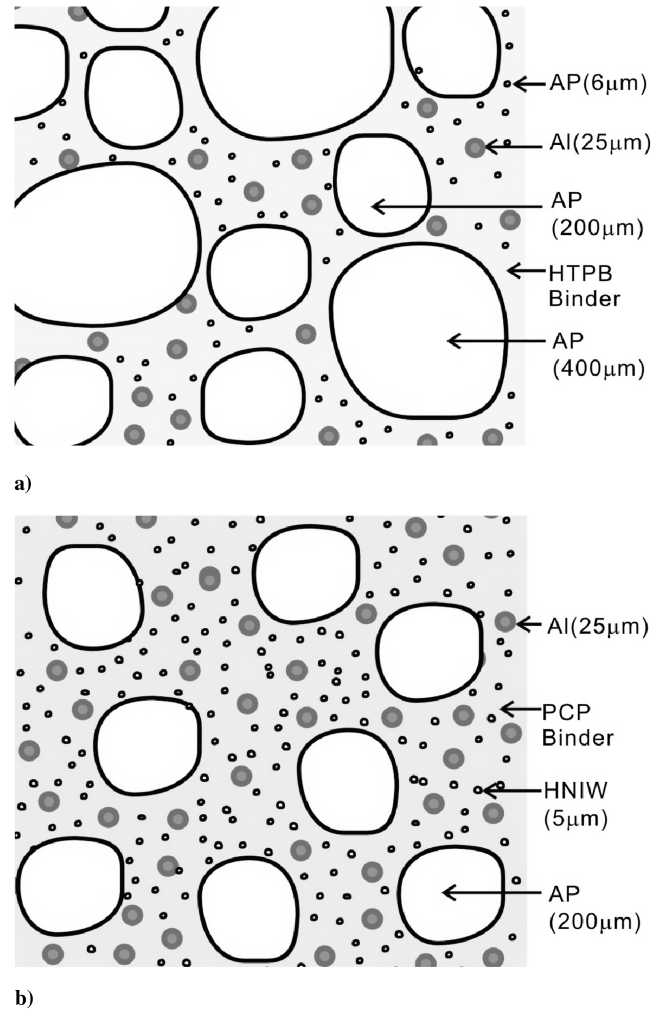 AP(6μm)
Al(25μm)
AP
(200μm)
HTPB
Binder
AP
(400μm)
a)
Al(25μm)
PCP
Binder
HNIW
(5μm)
AP
(200μm)
b)